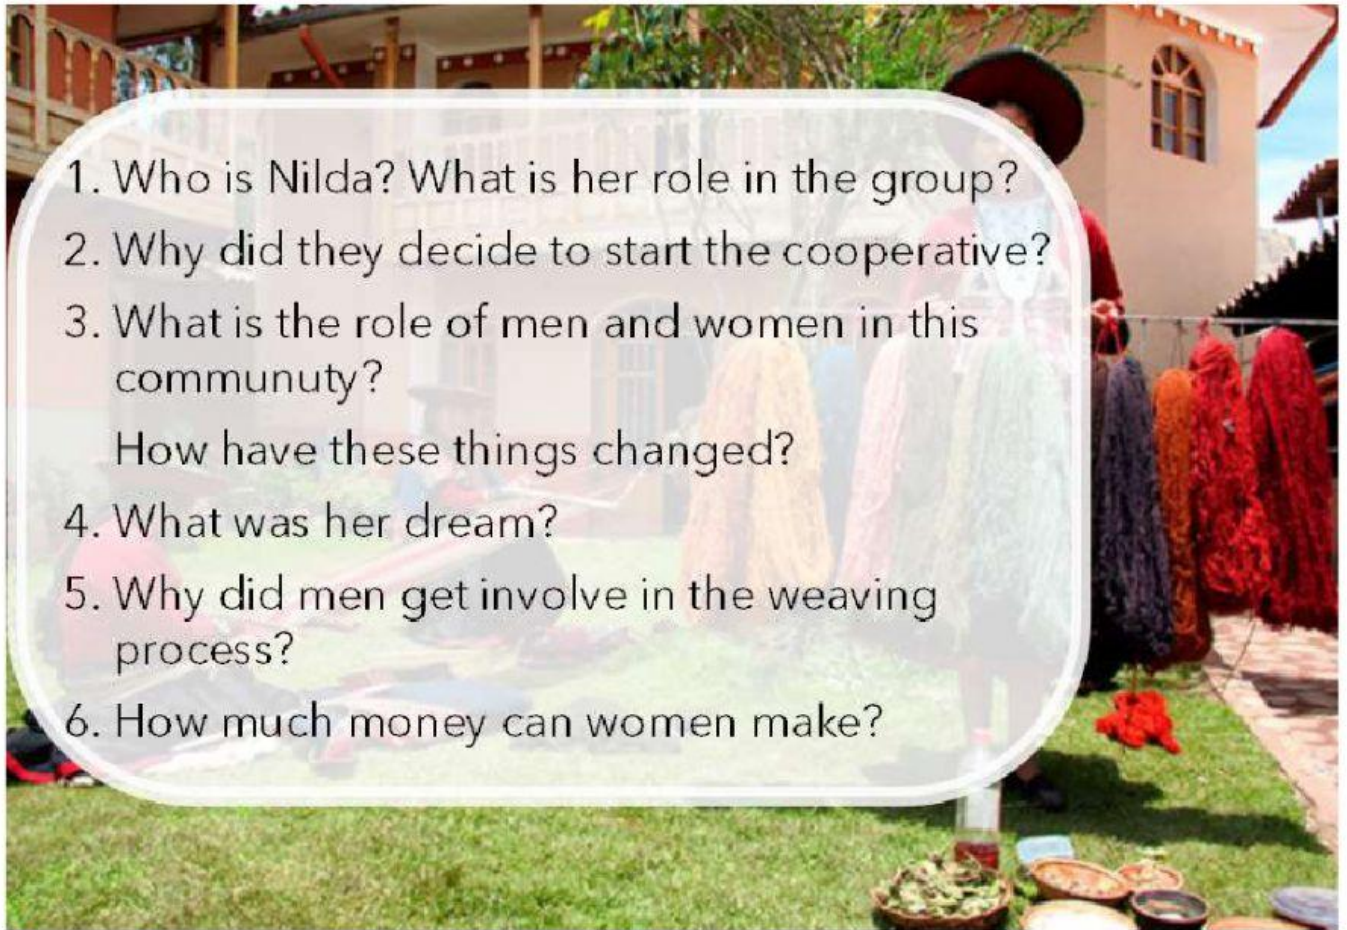 1. Who is Nilda? What is her role in the group?
2. Why did they decide to start the cooperative?
3. What is the role of men and women in this
communuty?
How have these things changed?
4. What was her dream?
5. Why did men get involve in the weaving
process?
6. How much money can women make?